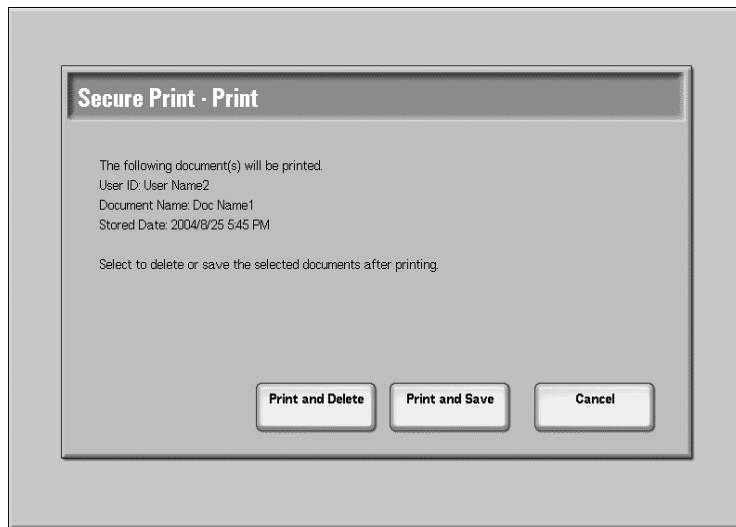 Secure Print - Print
The following document(s) will be printed.
User ID: User Name2
Document Name: Doc Name1
Stored Date: 2004/8/25 5:45 PM
Select to delete or save the selected documents after printing.
Print and Delete
Print and Save
Cancel